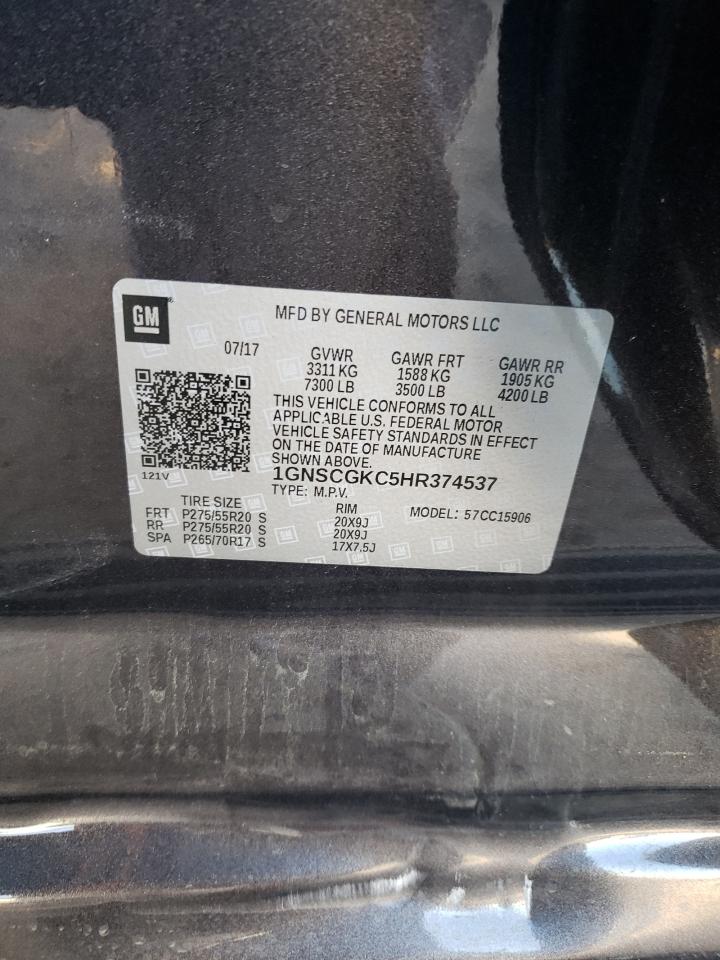 GM
MFD BY GENERAL MOTORS LLC
07/17
GVWR GAWR FRT GAWR RR
3311 KG 1588 KG 1905 KG
7300 LB 3500 LB 4200 LB
THIS VEHICLE CONFORMS TO ALL
APPLICABLE U.S. FEDERAL MOTOR
VEHICLE SAFETY STANDARDS IN EFFECT
ON THE DATE OF MANUFACTURE
SHOWN ABOVE.
121V
1GNSCGKC5HR374537
TYPE: M.P.V. MODEL: 57CC15906
TIRE SIZE RIM
FRT P275/55R20 S 20X9J
RR P275/55R20 S 20X9J
SPA P265/70R17 S 17X7.5J